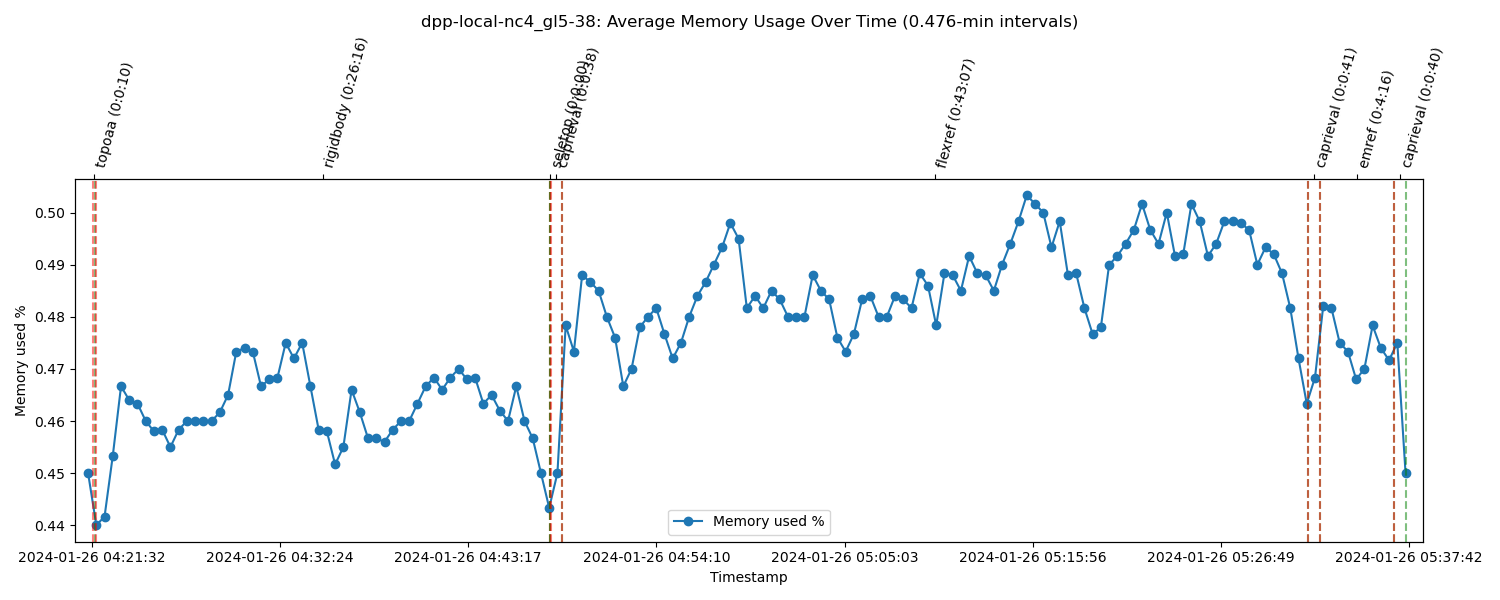 dpp-local-nc4_gl5-38: Average Memory Usage Over Time (0.476-min intervals)
topoaa (0:0:10)
rigidbody (0:26:16)
seletop (0:0:00)
caprieval (0:0:38)
flexref (0:43:07)
caprieval (0:0:41)
emref (0:4:16)
caprieval (0:0:40)
Memory used %
0.50
0.49
0.48
0.47
0.46
0.45
0.44
Memory used %
2024-01-26 04:21:32 2024-01-26 04:32:24 2024-01-26 04:43:17 2024-01-26 04:54:10 2024-01-26 05:05:03 2024-01-26 05:15:56 2024-01-26 05:26:49 2024-01-26 05:37:42
Timestamp